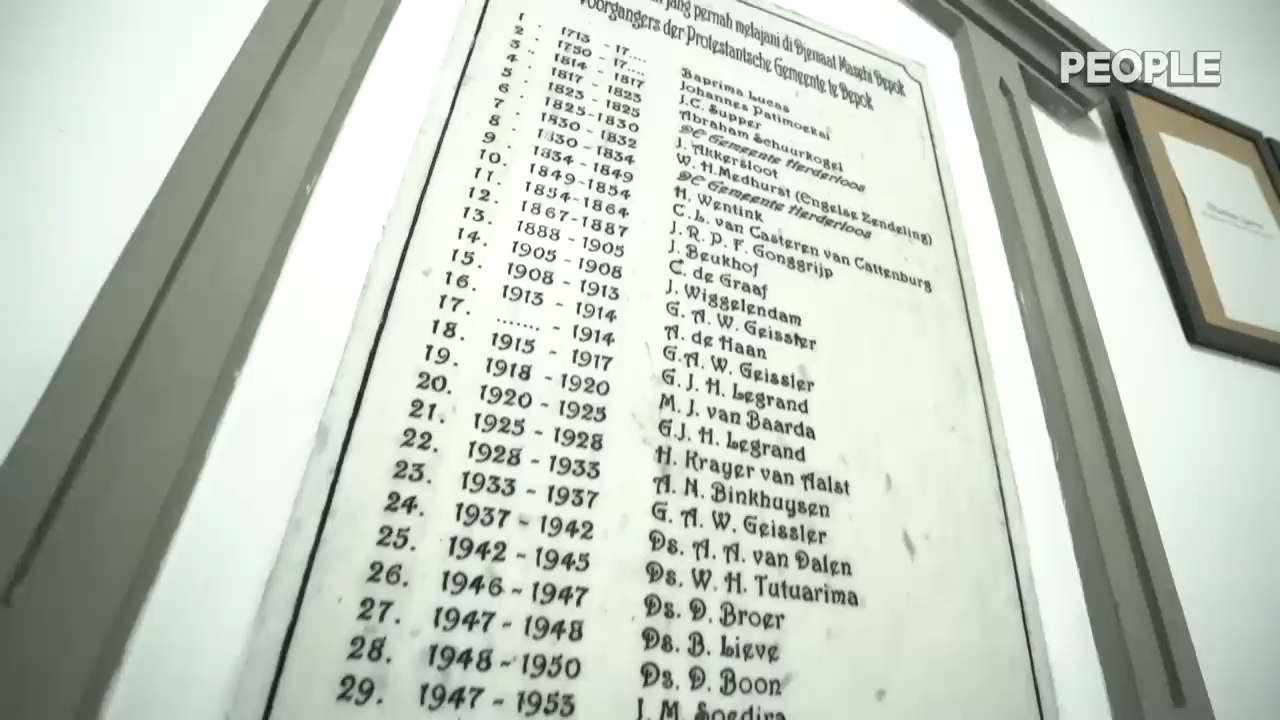 PEOPLE
jang pernah melajani di Djemaat Masehi Depok
Voorgangers der Protestantsche Gemeente te Depok
1. 1713 - 17.... Baprima Lucas
2. 1750 - 17.... Johannes Patimoekal
3. 1814 - 1817 J.C. Supper
4. 1817 - 1823 Abraham Schuurkogel
5. 1823 - 1825 De Gemeente Herderloos
6. 1825-1830 J. Akkersloot
7. 1830 - 1832 W. H.Medhurst (Engelse Zendeling)
8. 1830 - 1834 De Gemeente Herderloos
9. 1834 - 1849 H. Wentink
10. 1849-1854 C. L. van Casteren van Cattenburg
11. 1854-1864 J. R. P. F. Gonggrijp
12. 1867-1887 J. Beukhof
13. 1888 - 1905 C. de Graaf
14. 1905 - 1908 J. Wiggelendam
15. 1908 - 1913 G. A. W. Geissler
16. 1913 - 1914 A. de Haan
17. ....... - 1914 G.A. W. Geissler
18. 1915 - 1917 G. J. H. Legrand
19. 1918 - 1920 M. J. van Baarda
20. 1920 - 1925 G.J. H. Legrand
21. 1925 - 1928 H. Krayer van Aalst
22. 1928 - 1933 A. N. Binkhuysen
23. 1933 - 1937 G. A. W. Geissler
24. 1937 - 1942 Ds. A. A. van Dalen
25. 1942 - 1945 Ds. W. H. Tutuarima
26. 1946 - 1947 Ds. D. Broer
27. 1947 - 1948 Ds. B. Lieve
28. 1948 - 1950 Ds. D. Boon
29. 1947 - 1953 J. M. Soedira